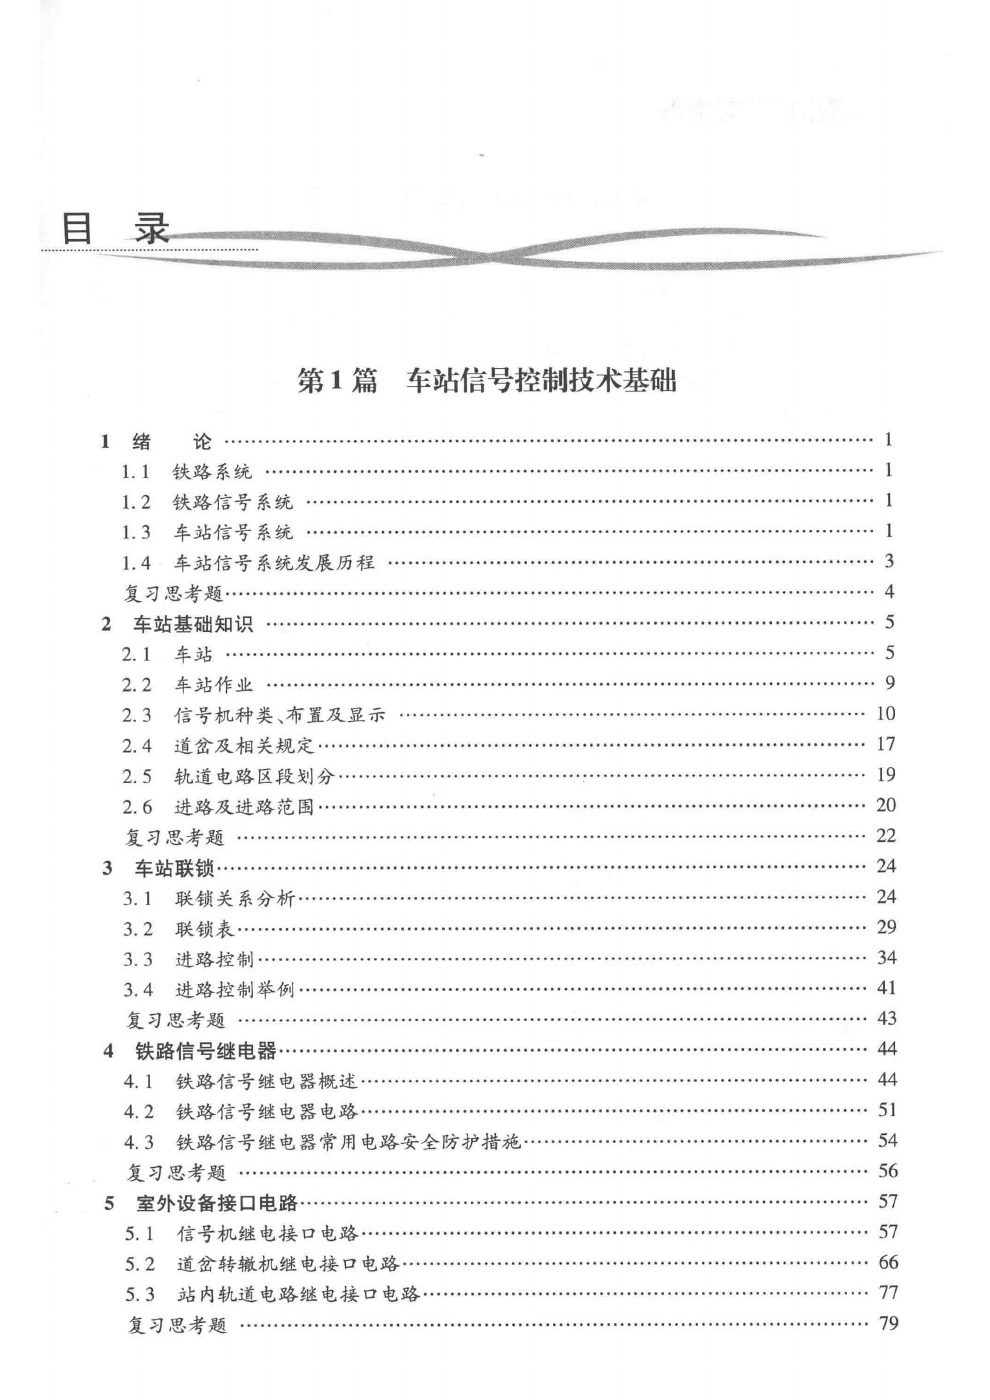 目 录
第1篇 车站信号控制技术基础
1 绪 论 …… 1
1.1 铁路系统 …… 1
1.2 铁路信号系统 …… 1
1.3 车站信号系统 …… 1
1.4 车站信号系统发展历程 …… 3
复习思考题 …… 4
2 车站基础知识 …… 5
2.1 车站 …… 5
2.2 车站作业 …… 9
2.3 信号机种类、布置及显示 …… 10
2.4 道岔及相关规定 …… 17
2.5 轨道电路区段划分 …… 19
2.6 进路及进路范围 …… 20
复习思考题 …… 22
3 车站联锁 …… 24
3.1 联锁关系分析 …… 24
3.2 联锁表 …… 29
3.3 进路控制 …… 34
3.4 进路控制举例 …… 41
复习思考题 …… 43
4 铁路信号继电器 …… 44
4.1 铁路信号继电器概述 …… 44
4.2 铁路信号继电器电路 …… 51
4.3 铁路信号继电器常用电路安全防护措施 …… 54
复习思考题 …… 56
5 室外设备接口电路 …… 57
5.1 信号机继电接口电路 …… 57
5.2 道岔转辙机继电接口电路 …… 66
5.3 站内轨道电路继电接口电路 …… 77
复习思考题 …… 79